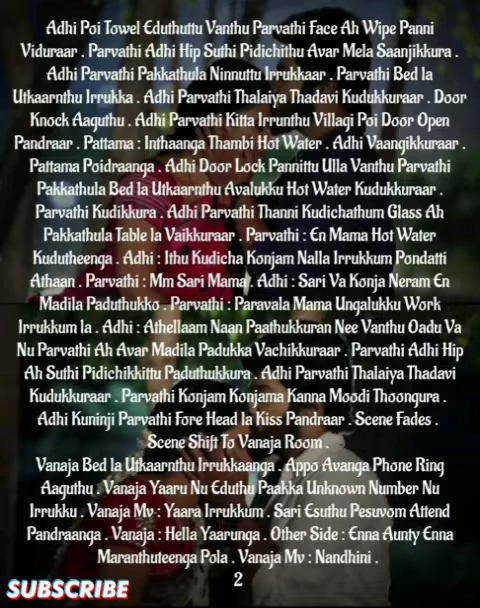 Adhi Poi Towel Eduthuttu Vanthu Parvathi Face Ah Wipe Panni
Viduraar . Parvathi Adhi Hip Suthi Pidichithu Avar Mela Saanjikkura .
Adhi Parvathi Pakkathula Ninnuttu Irrukkaar . Parvathi Bed la
Utkaarnthu Irrukka . Adhi Parvathi Thalaiya Thadavi Kudukkuraar . Door
Knock Aaguthu . Adhi Parvathi Kitta Irrunthu Villagi Poi Door Open
Pandraar . Pattama : Inthaanga Thambi Hot Water . Adhi Vaangikkuraar .
Pattama Poidraanga . Adhi Door Lock Pannittu Ulla Vanthu Parvathi
Pakkathula Bed la Utkaarnthu Avalukku Hot Water Kudukkuraar .
Parvathi Kudikkura . Adhi Parvathi Thanni Kudichathum Glass Ah
Pakkathula Table la Vaikkuraar . Parvathi : En Mama Hot Water
Kudutheenga . Adhi : Ithu Kudicha Konjam Nalla Irrukkum Pondatti
Athaan . Parvathi : Mm Sari Mama . Adhi : Sari Va Konja Neram En
Madila Paduthukko . Parvathi : Paravala Mama Ungalukku Work
Irrukkum la . Adhi : Athellaam Naan Paathukkuran Nee Vanthu Oadu Va
Nu Parvathi Ah Avar Madila Padukka Vachikkuraar . Parvathi Adhi Hip
Ah Suthi Pidichikkittu Paduthukkura . Adhi Parvathi Thalaiya Thadavi
Kudukkuraar . Parvathi Konjam Konjama Kanna Moodi Thoongura .
Adhi Kuninji Parvathi Fore Head la Kiss Pandraar . Scene Fades .
Scene Shift To Vanaja Room .
Vanaja Bed la Utkaarnthu Irrukkaanga . Appo Avanga Phone Ring
Aaguthu . Vanaja Yaaru Nu Eduthu Paakka Unknown Number Nu
Irrukku . Vanaja Mv : Yaara Irrukkum . Sari Esuthu Pesuvom Attend
Pandraanga . Vanaja : Hella Yaarunga . Other Side : Enna Aunty Enna
Maranthuteenga Pola . Vanaja Mv : Nandhini .
2
SUBSCRIBE